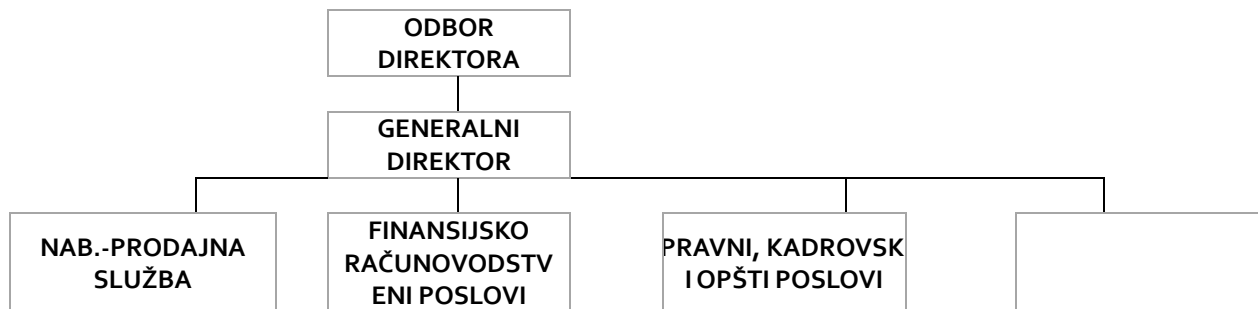 ODBOR
DIREKTORA
GENERALNI
DIREKTOR
NAB.-PRODAJNA
SLUŽBA
FINANSIJSKO
RAČUNOVODSTV
ENI POSLOVI
PRAVNI, KADROVSK
I OPŠTI POSLOVI